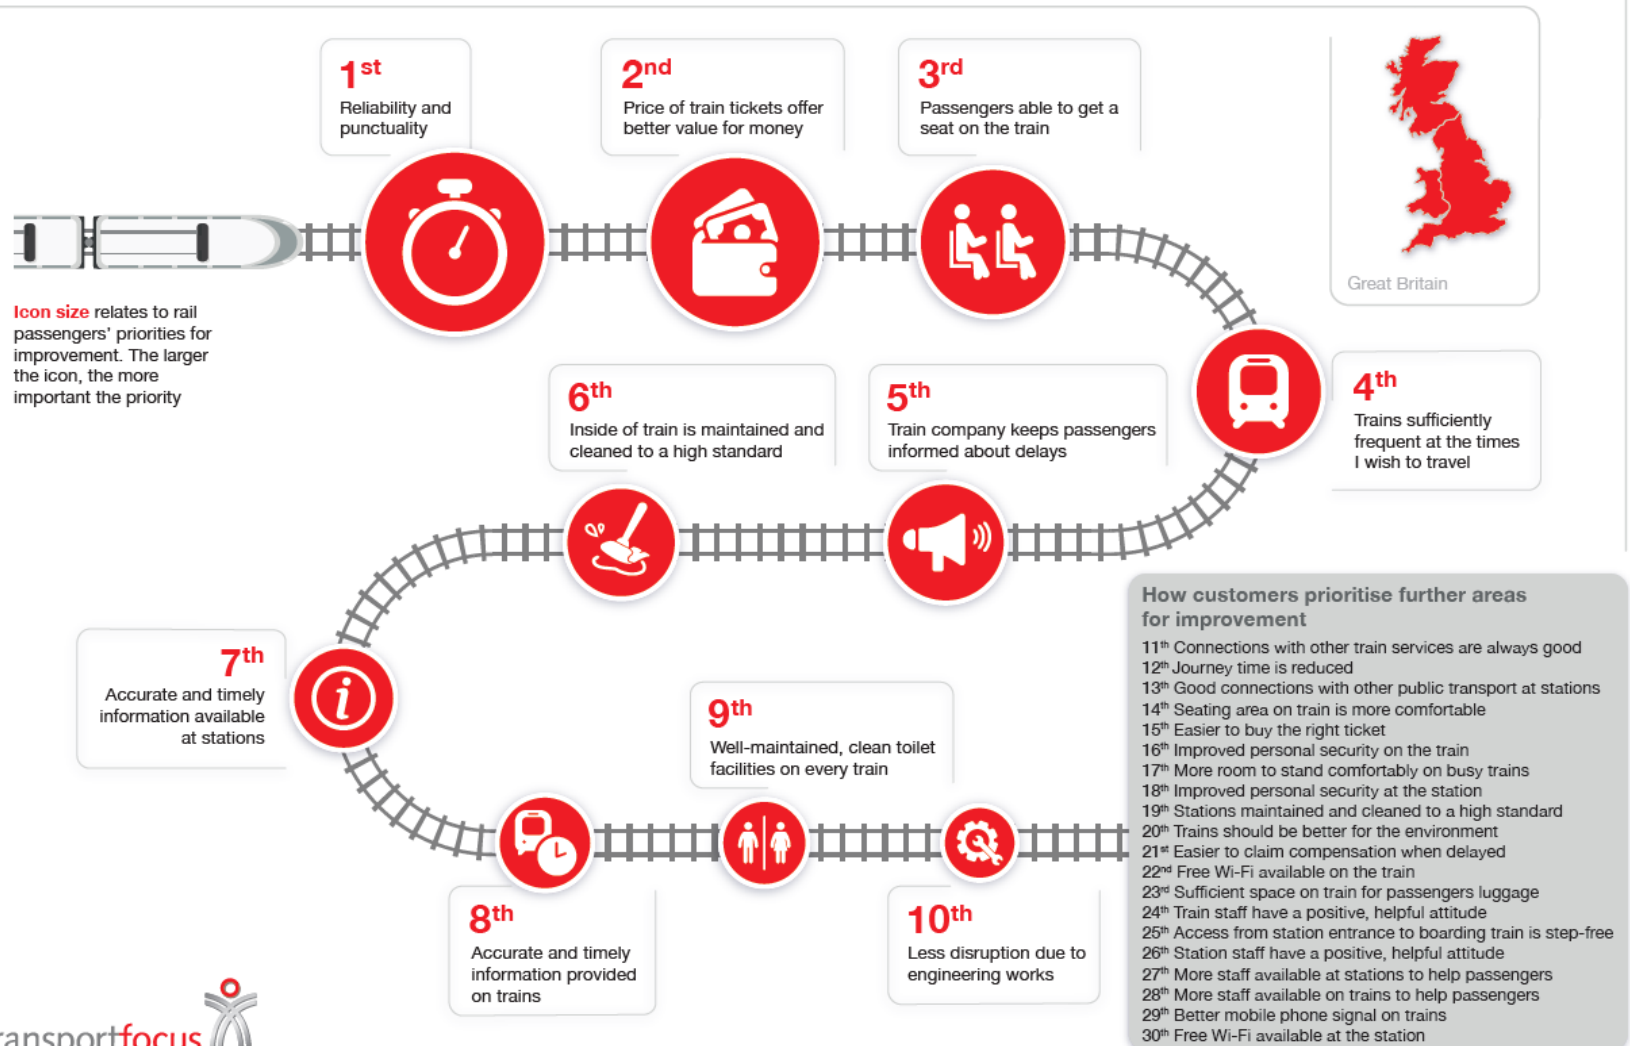 1st
Reliability and
punctuality
2nd
Price of train tickets offer
better value for money
3rd
Passengers able to get a
seat on the train
Great Britain
Icon size relates to rail
passengers' priorities for
improvement. The larger
the icon, the more
important the priority
4th
Trains sufficiently
frequent at the times
I wish to travel
5th
Train company keeps passengers
informed about delays
6th
Inside of train is maintained and
cleaned to a high standard
7th
Accurate and timely
information available
at stations
i
8th
Accurate and timely
information provided
on trains
9th
Well-maintained, clean toilet
facilities on every train
10th
Less disruption due to
engineering works
How customers prioritise further areas
for improvement
11th Connections with other train services are always good
12th Journey time is reduced
13th Good connections with other public transport at stations
14th Seating area on train is more comfortable
15th Easier to buy the right ticket
16th Improved personal security on the train
17th More room to stand comfortably on busy trains
18th Improved personal security at the station
19th Stations maintained and cleaned to a high standard
20th Trains should be better for the environment
21st Easier to claim compensation when delayed
22nd Free Wi-Fi available on the train
23rd Sufficient space on train for passengers luggage
24th Train staff have a positive, helpful attitude
25th Access from station entrance to boarding train is step-free
26th Station staff have a positive, helpful attitude
27th More staff available at stations to help passengers
28th More staff available on trains to help passengers
29th Better mobile phone signal on trains
30th Free Wi-Fi available at the station
ransportfocus